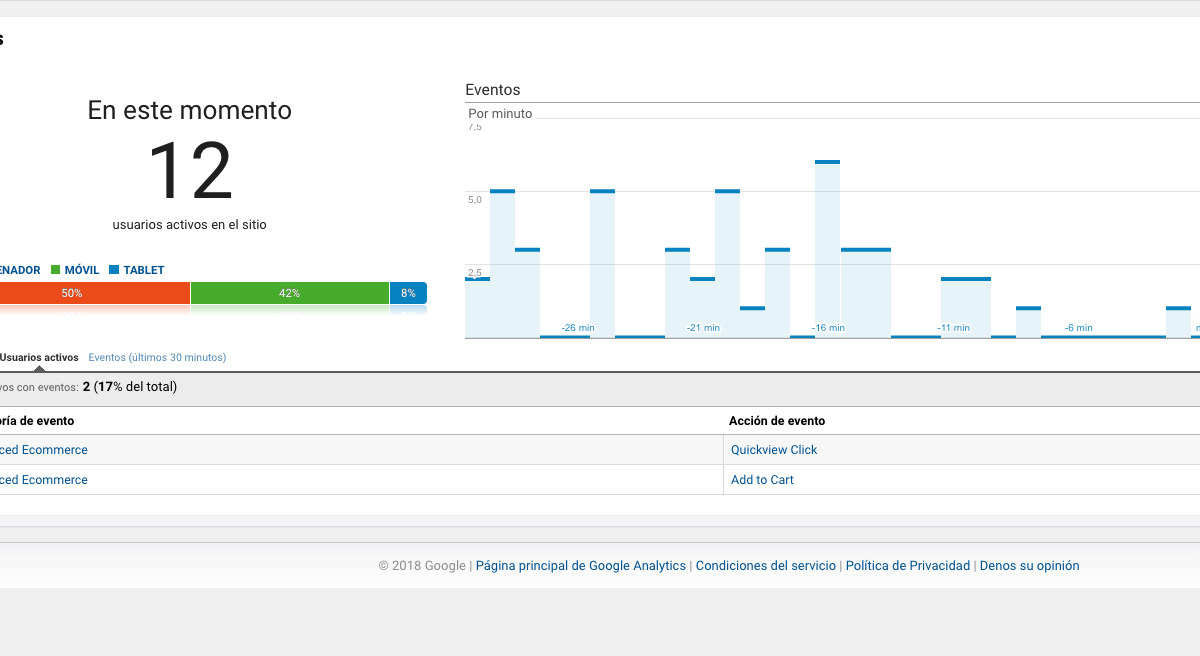 s
En este momento
12
usuarios activos en el sitio
ENADOR MÓVIL TABLET
50% 42% 8%
Eventos
Por minuto
7,5
5,0
2,5
-26 min -21 min -16 min -11 min -6 min
Usuarios activos Eventos (últimos 30 minutos)
vos con eventos: 2 (17% del total)
oría de evento Acción de evento
ced Ecommerce Quickview Click
ced Ecommerce Add to Cart
© 2018 Google | Página principal de Google Analytics | Condiciones del servicio | Política de Privacidad | Denos su opinión